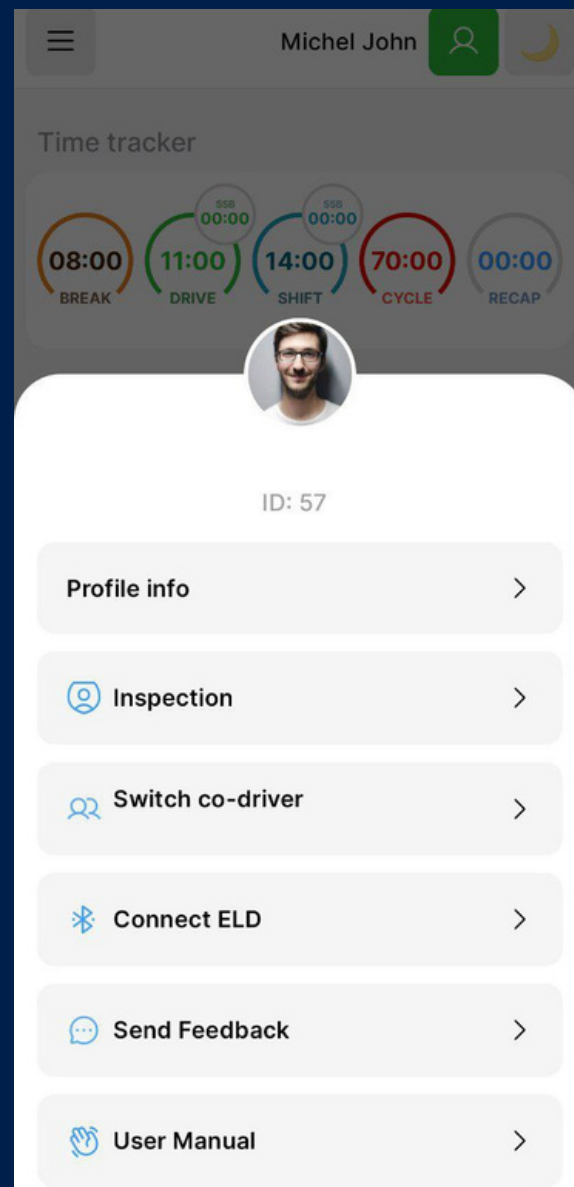 Michel John
Time tracker
SSB
00:00
SSB
00:00
08:00
BREAK
11:00
DRIVE
14:00
SHIFT
70:00
CYCLE
00:00
RECAP
ID: 57
Profile info
Inspection
Switch co-driver
Connect ELD
Send Feedback
User Manual